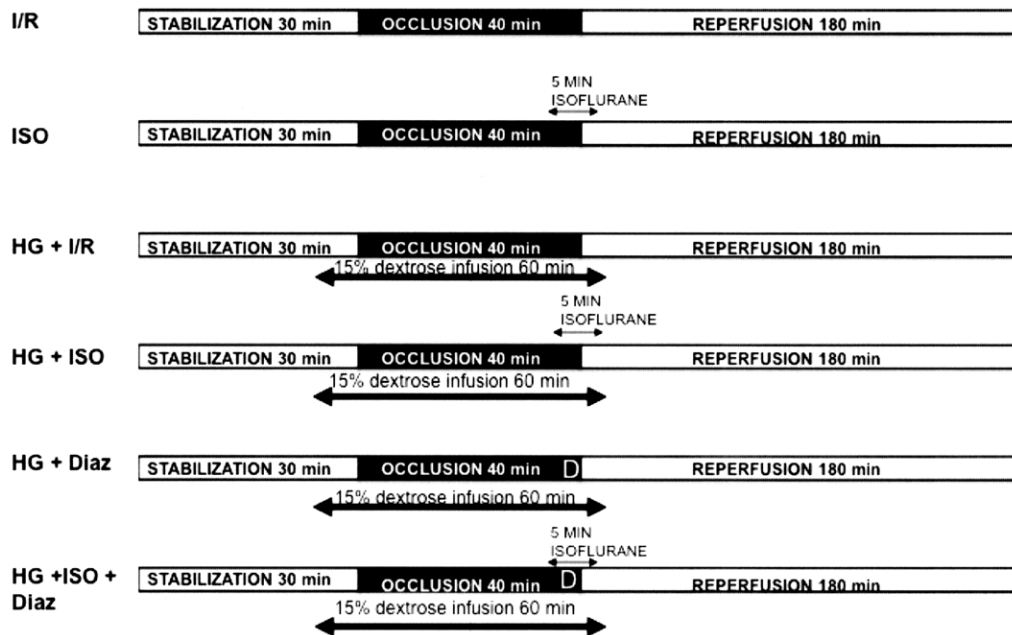 I/R
STABILIZATION 30 min OCCLUSION 40 min REPERFUSION 180 min
5 MIN
ISOFLURANE
ISO
STABILIZATION 30 min OCCLUSION 40 min REPERFUSION 180 min
HG + I/R
STABILIZATION 30 min OCCLUSION 40 min REPERFUSION 180 min
15% dextrose infusion 60 min
5 MIN
ISOFLURANE
HG + ISO
STABILIZATION 30 min OCCLUSION 40 min REPERFUSION 180 min
15% dextrose infusion 60 min
HG + Diaz
STABILIZATION 30 min OCCLUSION 40 min D REPERFUSION 180 min
15% dextrose infusion 60 min
5 MIN
ISOFLURANE
HG +ISO +
Diaz
STABILIZATION 30 min OCCLUSION 40 min D REPERFUSION 180 min
15% dextrose infusion 60 min